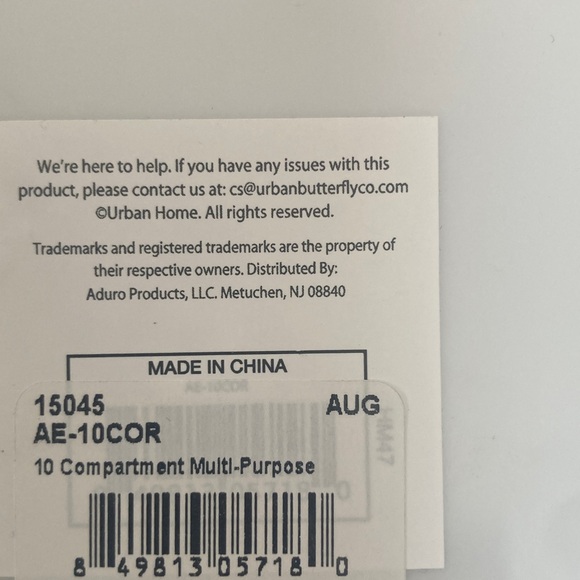 We're here to help. If you have any issues with this
product, please contact us at: cs@urbanbutterflyco.com
©Urban Home. All rights reserved.
Trademarks and registered trademarks are the property of
their respective owners. Distributed By:
Aduro Products, LLC. Metuchen, NJ 08840
MADE IN CHINA
AE-10COR
15045 AUG
AE-10COR
10 Compartment Multi-Purpose
8 49813 05718 0